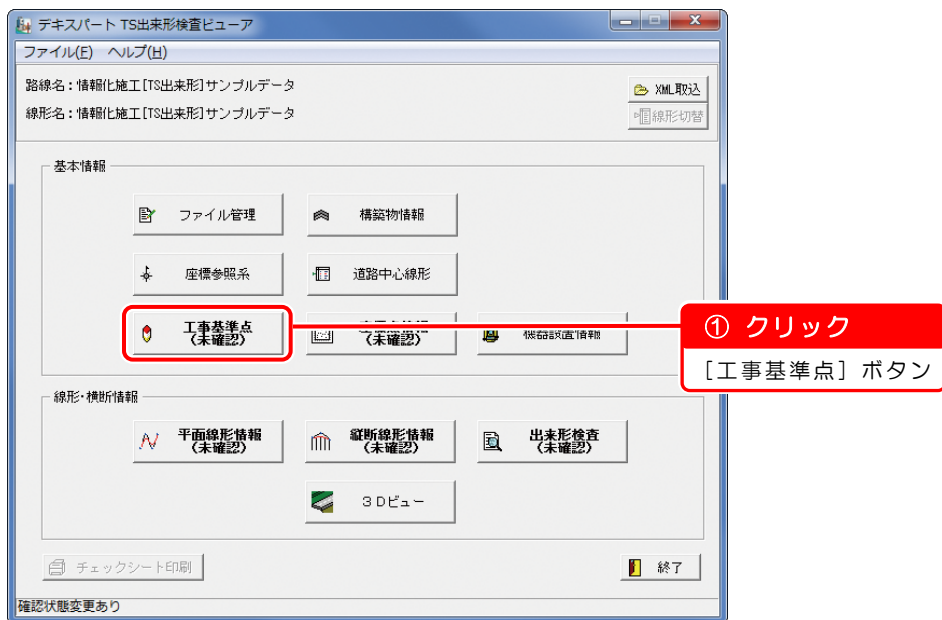 デキスパート TS出来形検査ビューア
ファイル(F) ヘルプ(H)
路線名：情報化施工[TS出来形]サンプルデータ
XML取込
線形名：情報化施工[TS出来形]サンプルデータ
線形切替
基本情報
ファイル管理
構築物情報
座標参照系
道路中心線形
工事基準点
(未確認)
(未確認)
機器設置情報
① クリック
［工事基準点］ボタン
線形・横断情報
平面線形情報
(未確認)
縦断線形情報
(未確認)
出来形検査
(未確認)
３Dビュー
チェックシート印刷
終了
確認状態変更あり